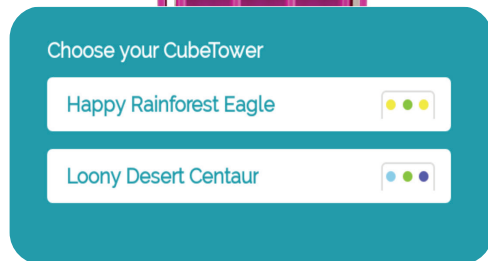 Choose your CubeTower
Happy Rainforest Eagle
Loony Desert Centaur